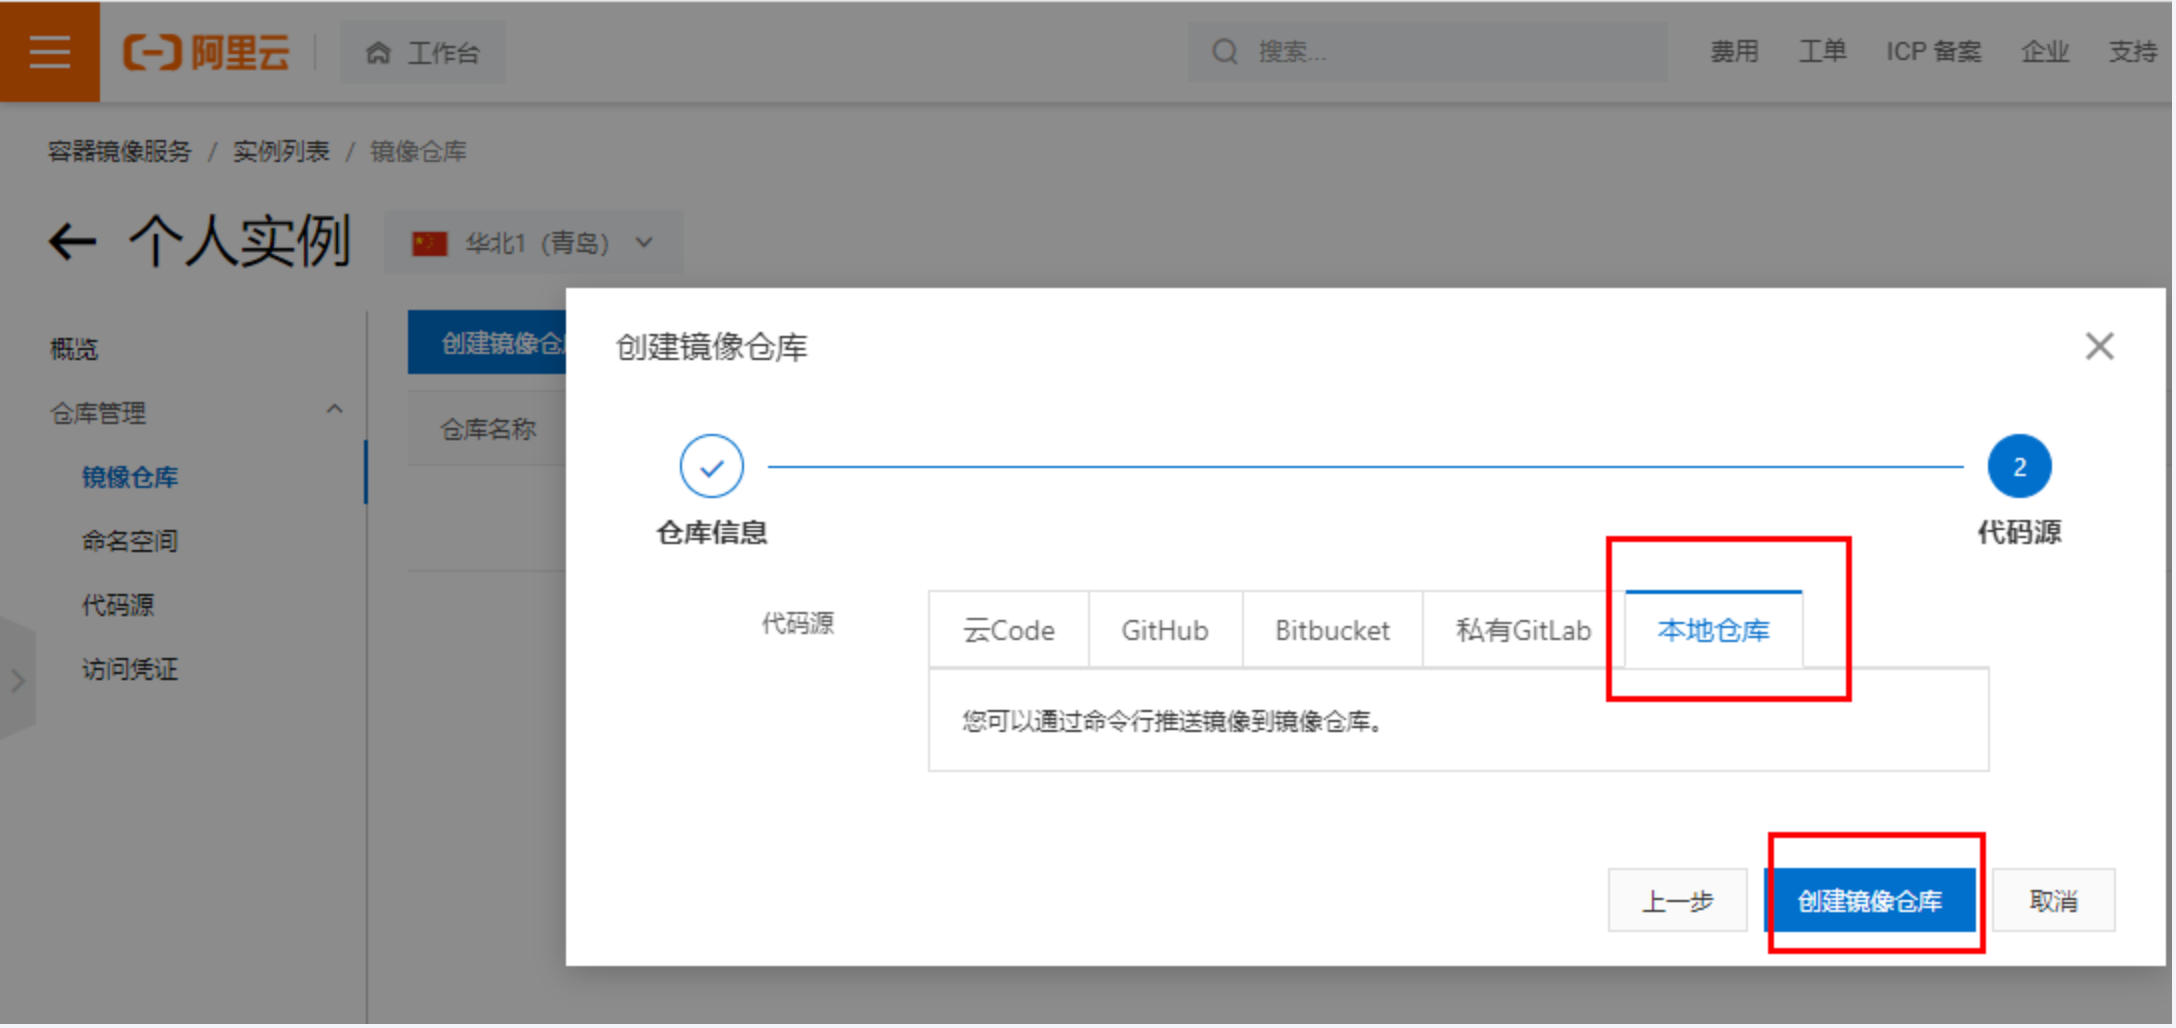 阿里云 工作台 搜索... 费用 工单 ICP 备案 企业 支持
容器镜像服务 / 实例列表 / 镜像仓库
个人实例 华北1（青岛）
概览
仓库管理
镜像仓库
命名空间
代码源
访问凭证
创建镜像仓
仓库名称
创建镜像仓库
2
仓库信息 代码源
代码源 云Code GitHub Bitbucket 私有GitLab 本地仓库
您可以通过命令行推送镜像到镜像仓库。
上一步 创建镜像仓库 取消